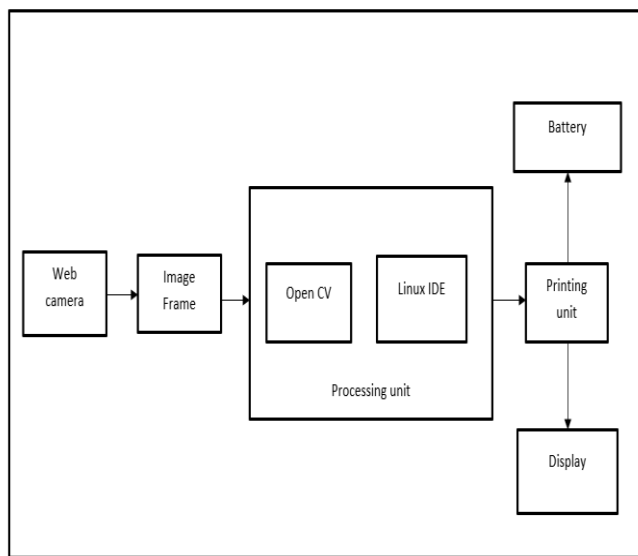 Battery
Web
camera
Image
Frame
Open CV
Linux IDE
Processing unit
Printing
unit
Display